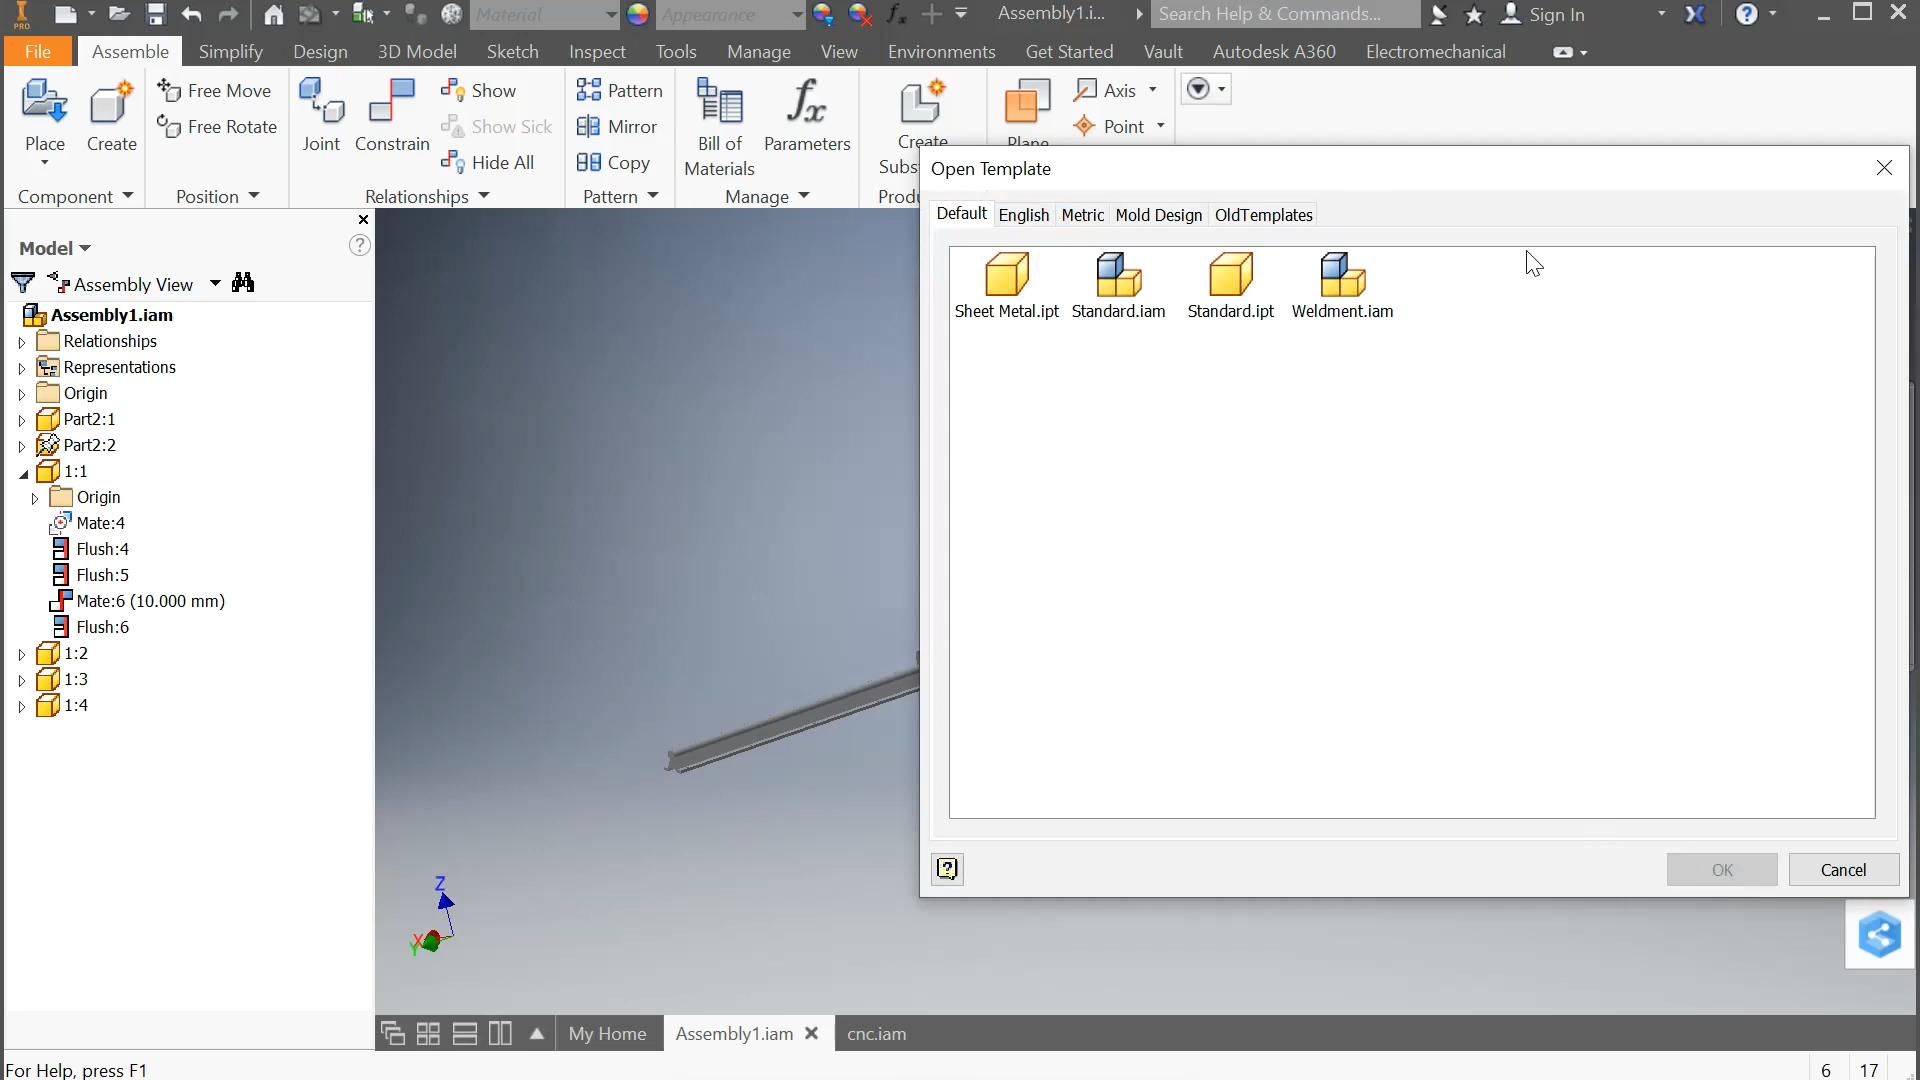 PRO
Material
Appearance
Assembly1.i...
Search Help & Commands...
Sign In
File
Assemble
Simplify
Design
3D Model
Sketch
Inspect
Tools
Manage
View
Environments
Get Started
Vault
Autodesk A360
Electromechanical
Place
Create
Free Move
Free Rotate
Joint
Constrain
Show
Show Sick
Hide All
Pattern
Mirror
Copy
Bill of
Materials
Parameters
Create
Subs
Plane
Axis
Point
Component
Position
Relationships
Pattern
Manage
Produ
Model
Assembly View
Assembly1.iam
Relationships
Representations
Origin
Part2:1
Part2:2
1:1
Origin
Mate:4
Flush:4
Flush:5
Mate:6 (10.000 mm)
Flush:6
1:2
1:3
1:4
Open Template
Default
English
Metric
Mold Design
OldTemplates
Sheet Metal.ipt
Standard.iam
Standard.ipt
Weldment.iam
OK
Cancel
Z
X
Y
My Home
Assembly1.iam
cnc.iam
For Help, press F1
6
17